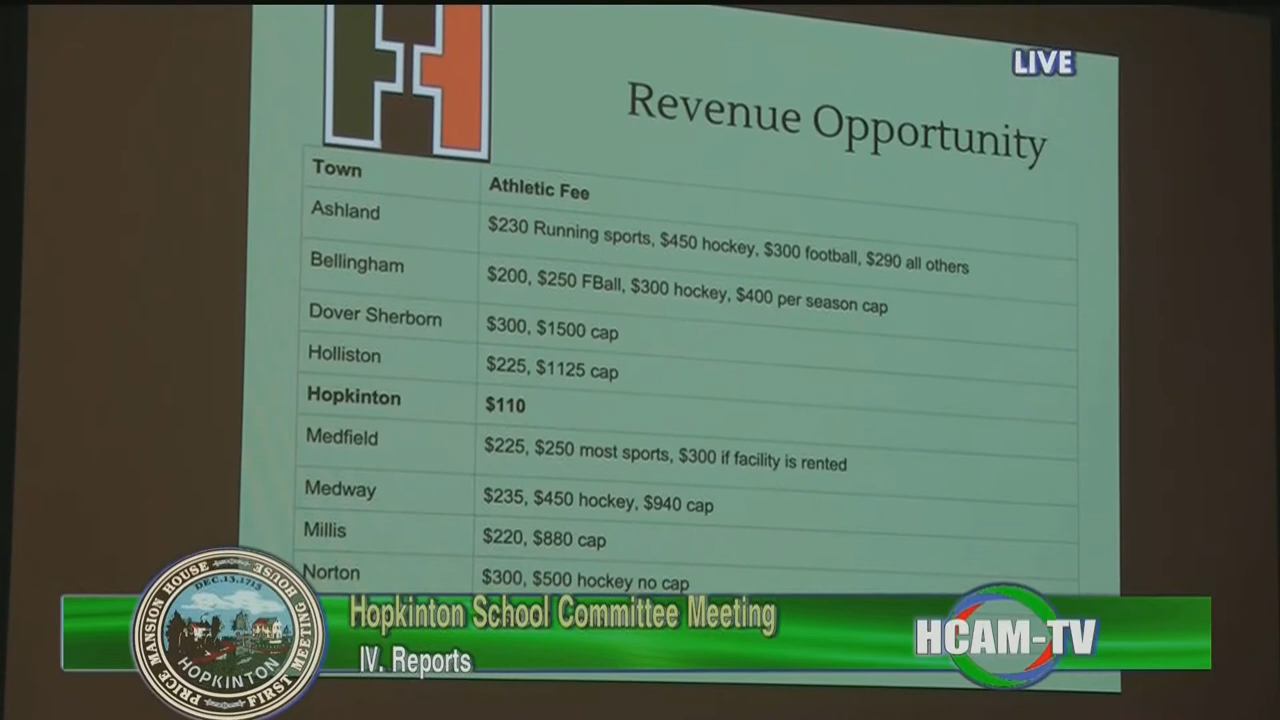 LIVE
Revenue Opportunity
Town Athletic Fee
Ashland $230 Running sports, $450 hockey, $300 football, $290 all others
Bellingham $200, $250 FBall, $300 hockey, $400 per season cap
Dover Sherborn $300, $1500 cap
Holliston $225, $1125 cap
Hopkinton $110
Medfield $225, $250 most sports, $300 if facility is rented
Medway $235, $450 hockey, $940 cap
Millis $220, $880 cap
Norton $300, $500 hockey no cap
Hopkinton School Committee Meeting
IV. Reports
HCAM-TV
PRICE MANSION HOUSE
FIRST MEETING HOUSE
DEC.13.1715
HOPKINTON